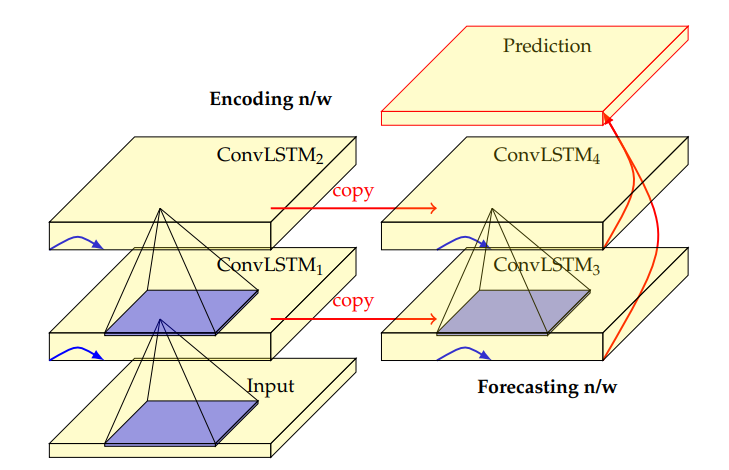 Prediction
Encoding n/w
ConvLSTM₂
ConvLSTM₄
copy
ConvLSTM₁
ConvLSTM₃
copy
Input
Forecasting n/w